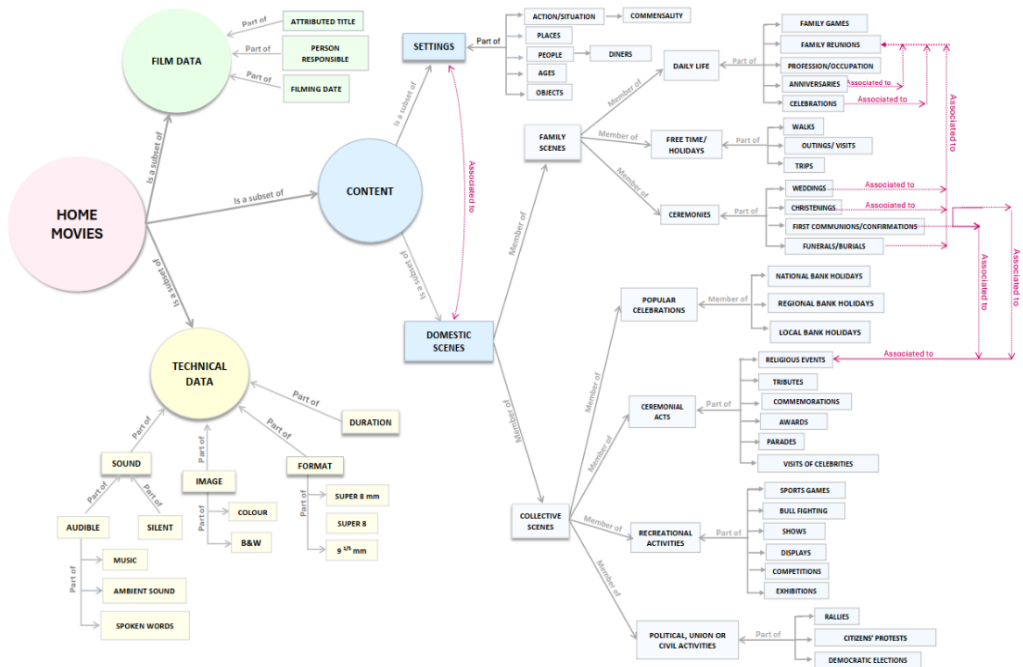 HOME
MOVIES
Is a subset of
Is a subset of
Is a subset of
FILM DATA
Part of
ATTRIBUTED TITLE
Part of
PERSON
RESPONSIBLE
Part of
FILMING DATE
CONTENT
Is a subset of
Is a subset of
TECHNICAL
DATA
Part of
SOUND
Part of
AUDIBLE
SILENT
Part of
MUSIC
AMBIENT SOUND
SPOKEN WORDS
Part of
IMAGE
Part of
COLOUR
B&W
Part of
FORMAT
Part of
SUPER 8 mm
SUPER 8
9 1/5 mm
Part of
DURATION
SETTINGS
Part of
ACTION/SITUATION
COMMENSALITY
PLACES
PEOPLE
DINERS
AGES
OBJECTS
Associated to
DOMESTIC
SCENES
Member of
Member of
FAMILY
SCENES
Member of
DAILY LIFE
Part of
FAMILY GAMES
FAMILY REUNIONS
PROFESSION/OCCUPATION
ANNIVERSARIES
Associated to
CELEBRATIONS
Associated to
Member of
FREE TIME/
HOLIDAYS
Part of
WALKS
OUTINGS/ VISITS
TRIPS
Member of
CEREMONIES
Part of
WEDDINGS
Associated to
CHRISTENINGS
Associated to
FIRST COMMUNIONS/CONFIRMATIONS
FUNERALS/BURIALS
Associated to
Associated to
Associated to
COLLECTIVE
SCENES
Member of
POPULAR
CELEBRATIONS
Member of
NATIONAL BANK HOLIDAYS
REGIONAL BANK HOLIDAYS
LOCAL BANK HOLIDAYS
Member of
CEREMONIAL
ACTS
Part of
RELIGIOUS EVENTS
Associated to
TRIBUTES
COMMEMORATIONS
AWARDS
PARADES
VISITS OF CELEBRITIES
Member of
RECREATIONAL
ACTIVITIES
Part of
SPORTS GAMES
BULL FIGHTING
SHOWS
DISPLAYS
COMPETITIONS
EXHIBITIONS
Member of
POLITICAL, UNION OR
CIVIL ACTIVITIES
Part of
RALLIES
CITIZENS' PROTESTS
DEMOCRATIC ELECTIONS